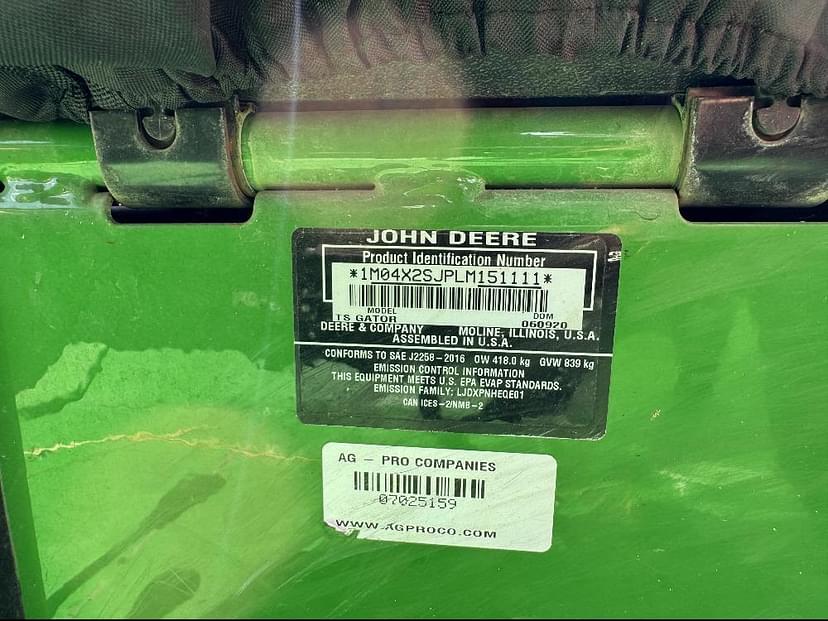 JOHN DEERE
Product Identification Number
*1M04X2SJPLM151111*
MODEL DOM
TS GATOR 060920
DEERE & COMPANY MOLINE, ILLINOIS, U.S.A.
ASSEMBLED IN U.S.A.
CONFORMS TO SAE J2258-2016 OW 418.0 kg GVW 839 kg
EMISSION CONTROL INFORMATION
THIS EQUIPMENT MEETS U.S. EPA EVAP STANDARDS.
EMISSION FAMILY: LJDXPNHEQE01
CAN ICES-2/NMB-2
AG - PRO COMPANIES
07025159
WWW.AGPROCO.COM